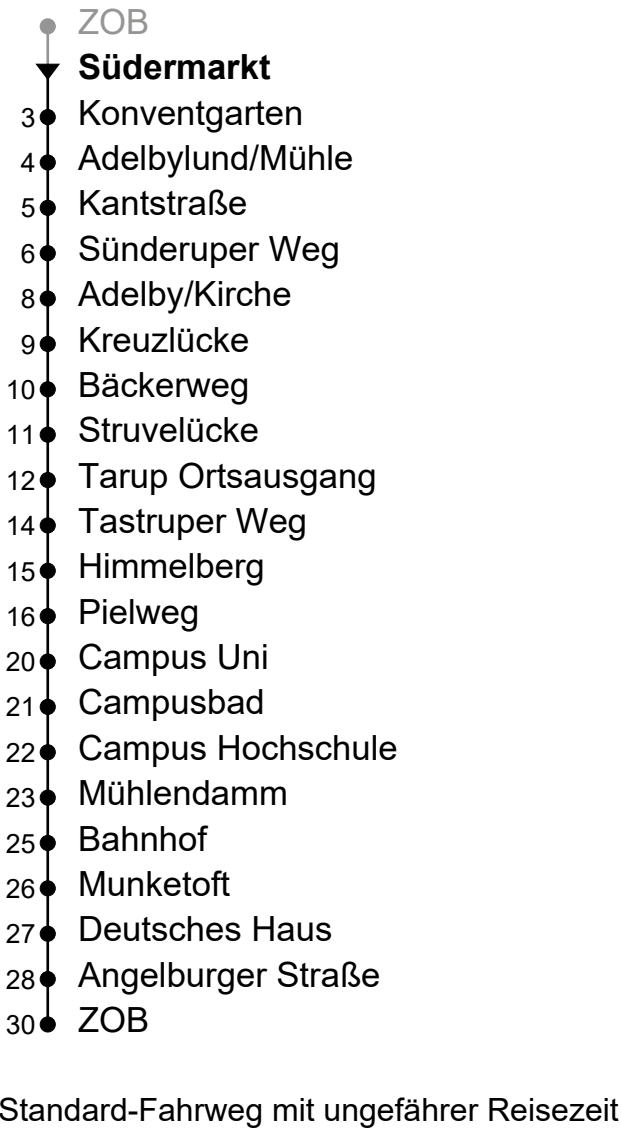 ZOB
Südermarkt
3 Konventgarten
4 Adelbylund/Mühle
5 Kantstraße
6 Sünderuper Weg
8 Adelby/Kirche
9 Kreuzlücke
10 Bäckerweg
11 Struvelücke
12 Tarup Ortsausgang
14 Tastruper Weg
15 Himmelberg
16 Pielweg
20 Campus Uni
21 Campusbad
22 Campus Hochschule
23 Mühlendamm
25 Bahnhof
26 Munketoft
27 Deutsches Haus
28 Angelburger Straße
30 ZOB
Standard-Fahrweg mit ungefährer Reisezeit